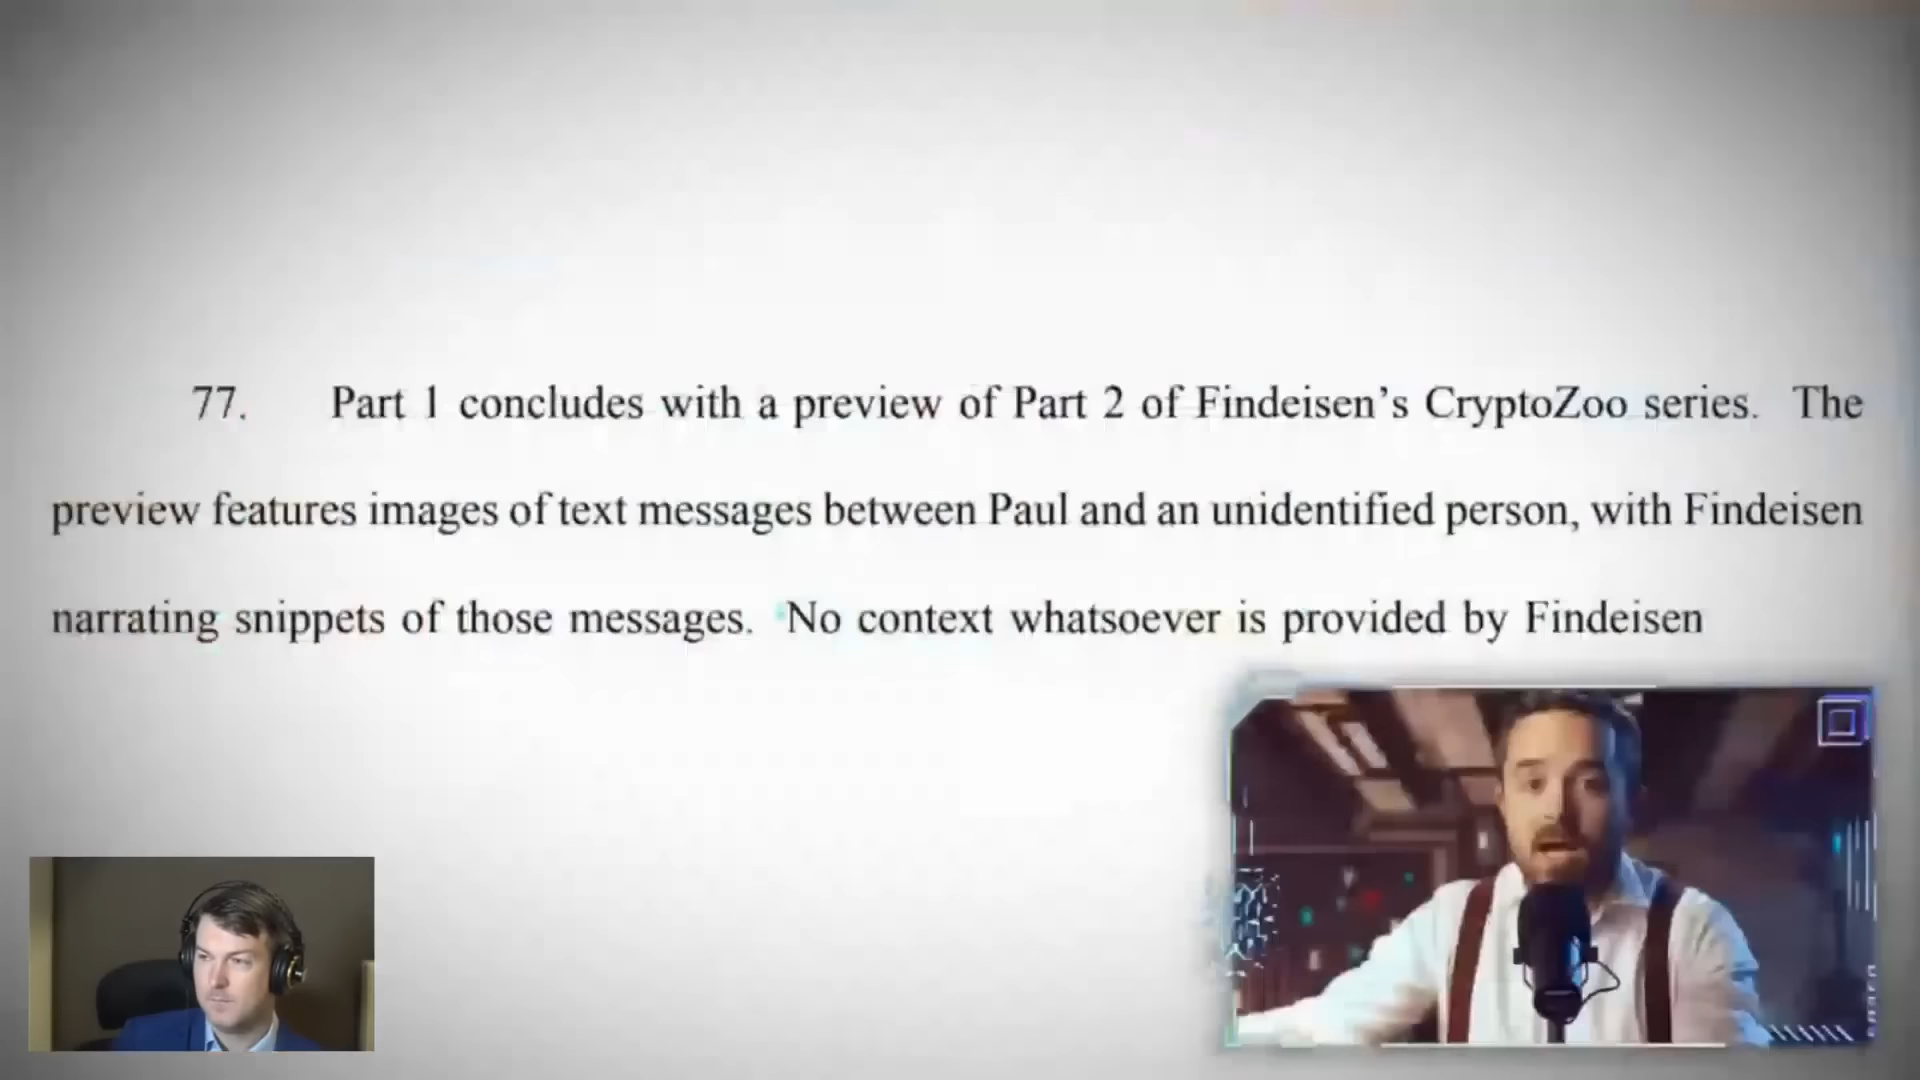 77. Part 1 concludes with a preview of Part 2 of Findeisen’s CryptoZoo series. The
preview features images of text messages between Paul and an unidentified person, with Findeisen
narrating snippets of those messages. No context whatsoever is provided by Findeisen